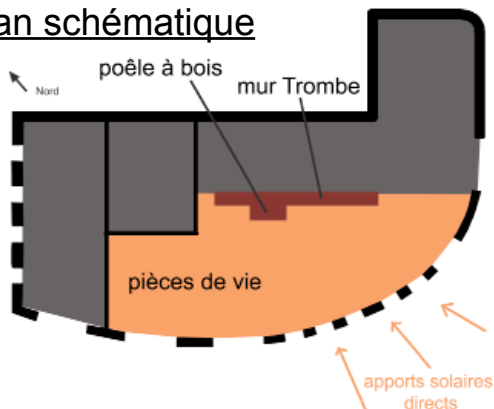 an schématique
Nord
poêle à bois
mur Trombe
pièces de vie
apports solaires
directs